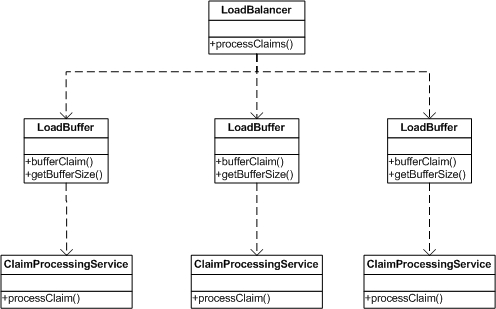 LoadBalancer
+processClaims()
LoadBuffer LoadBuffer LoadBuffer
+bufferClaim() +bufferClaim() +bufferClaim()
+getBufferSize() +getBufferSize() +getBufferSize()
ClaimProcessingService ClaimProcessingService ClaimProcessingService
+processClaim() +processClaim() +processClaim()